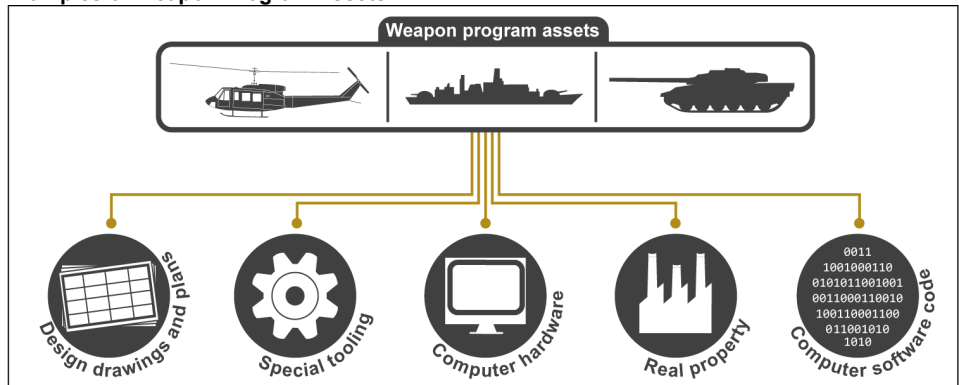 Weapon program assets
Design drawings and plans
Special tooling
Computer hardware
Real property
Computer software code
0011
1001000110
0101011001001
0011000110010
100110001100
011001010
1010